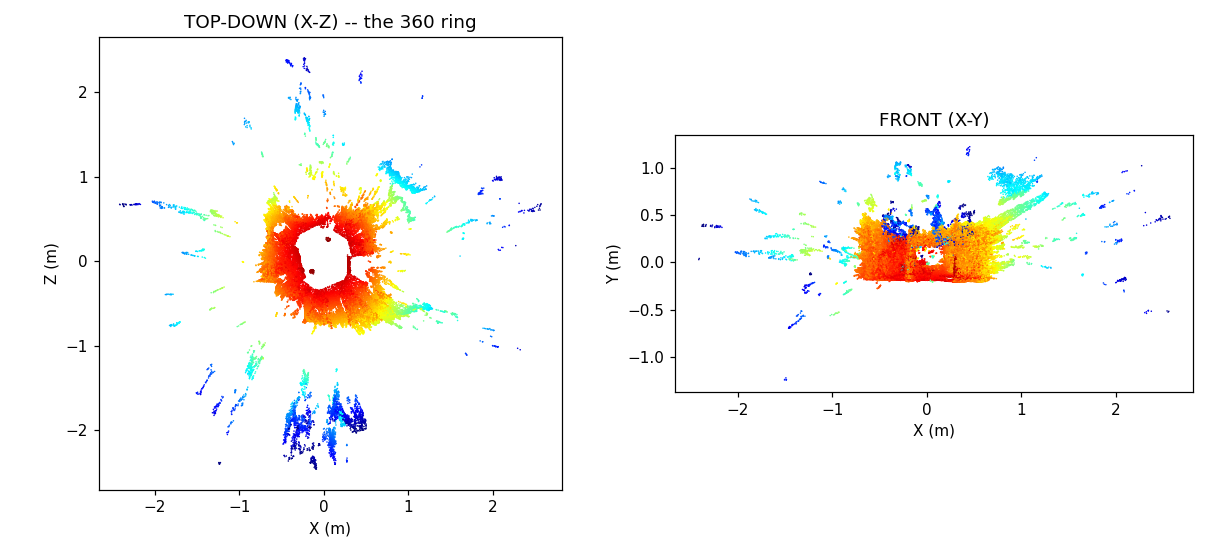 TOP-DOWN (X-Z) -- the 360 ring
2
1
0
−1
−2
Z (m)
−2 −1 0 1 2
X (m)
FRONT (X-Y)
1.0
0.5
0.0
−0.5
−1.0
Y (m)
−2 −1 0 1 2
X (m)